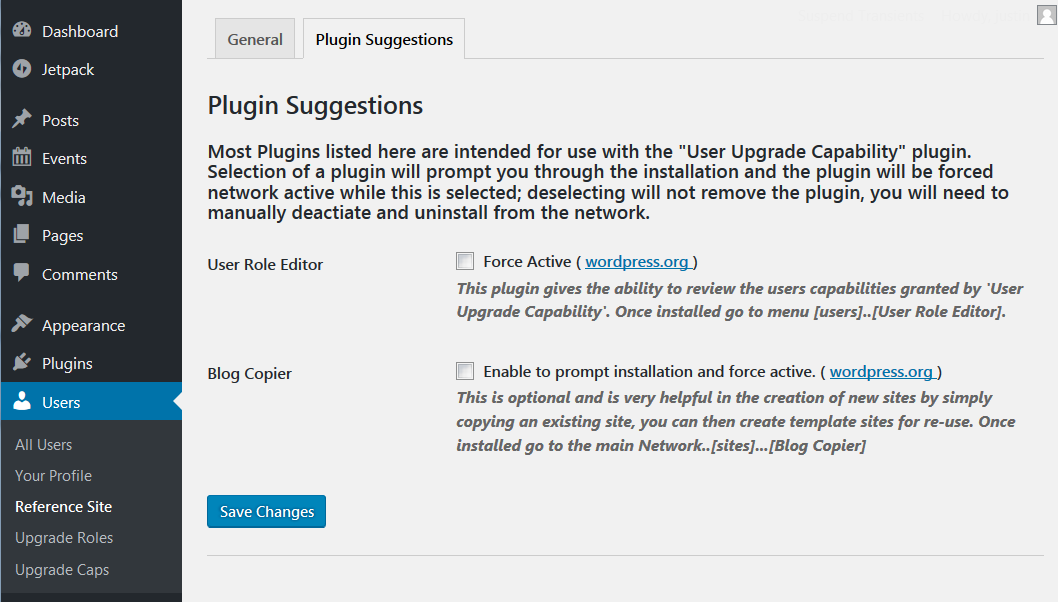 Dashboard
Jetpack
Posts
Events
Media
Pages
Comments
Appearance
Plugins
Users
All Users
Your Profile
Reference Site
Upgrade Roles
Upgrade Caps
General
Plugin Suggestions
Plugin Suggestions
Most Plugins listed here are intended for use with the "User Upgrade Capability" plugin.
Selection of a plugin will prompt you through the installation and the plugin will be forced
network active while this is selected; deselecting will not remove the plugin, you will need to
manually deactiate and uninstall from the network.
User Role Editor
Force Active ( wordpress.org )
This plugin gives the ability to review the users capabilities granted by 'User
Upgrade Capability'. Once installed go to menu [users]..[User Role Editor].
Blog Copier
Enable to prompt installation and force active. ( wordpress.org )
This is optional and is very helpful in the creation of new sites by simply
copying an existing site, you can then create template sites for re-use. Once
installed go to the main Network..[sites]...[Blog Copier]
Save Changes